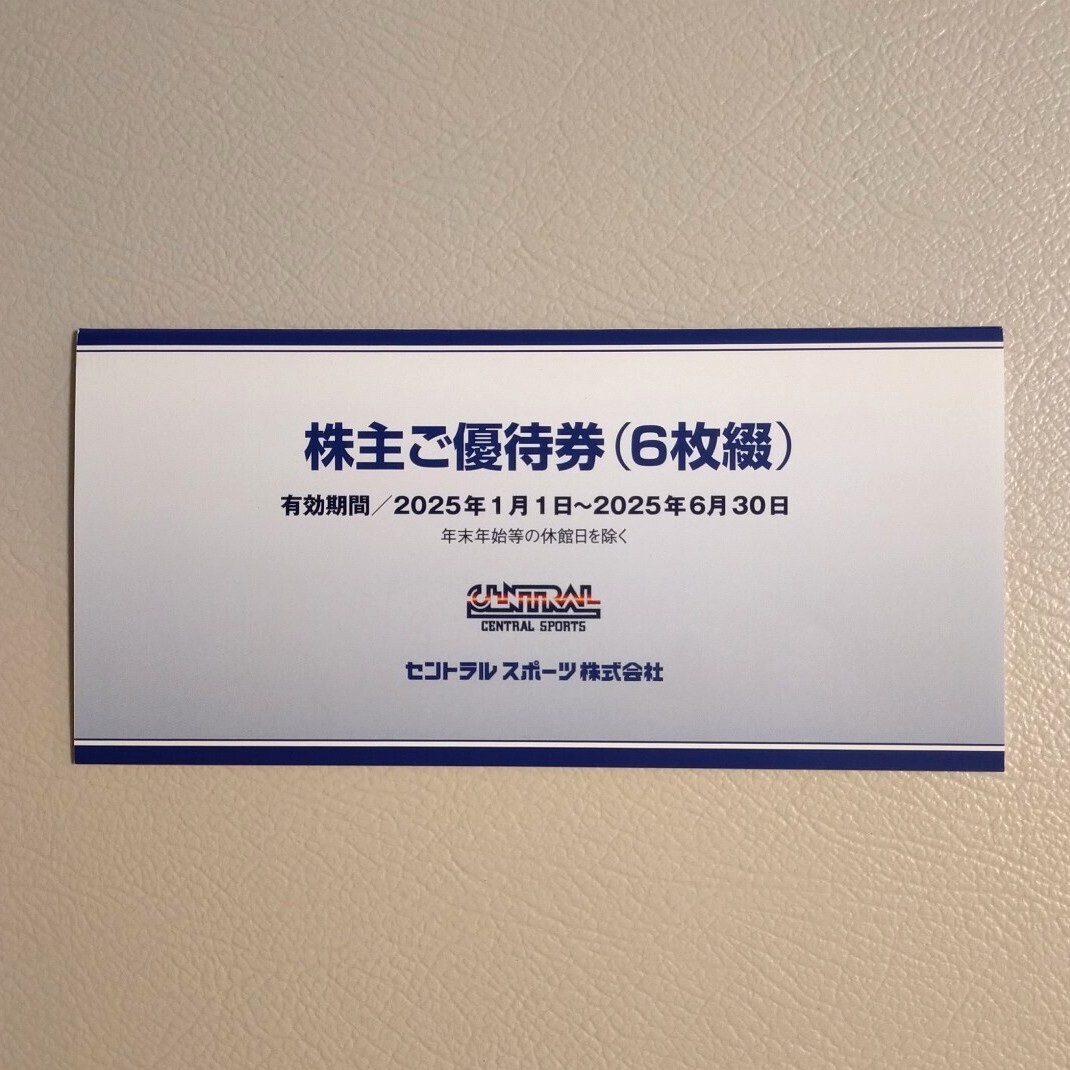 株主ご優待券(6枚綴)
有効期間／2025年1月1日～2025年6月30日
年末年始等の休館日を除く
CENTRAL
CENTRAL SPORTS
セントラルスポーツ株式会社